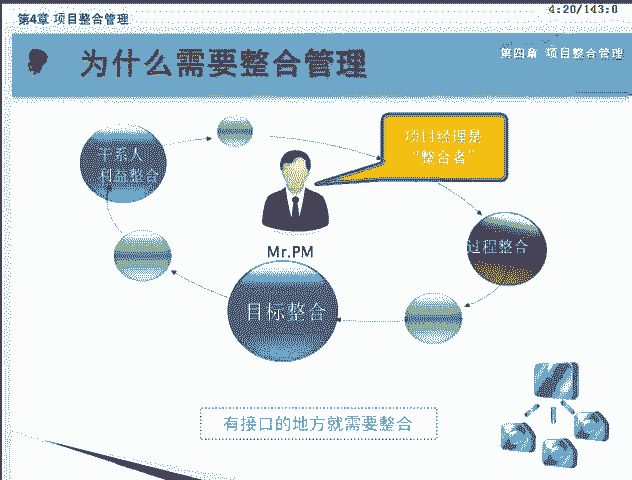 第4章 项目整合管理
4:20/143:0
为什么需要整合管理
第四章 项目整合管理
项目经理是
“整合者”
干系人
利益整合
过程整合
Mr.PM
目标整合
有接口的地方就需要整合